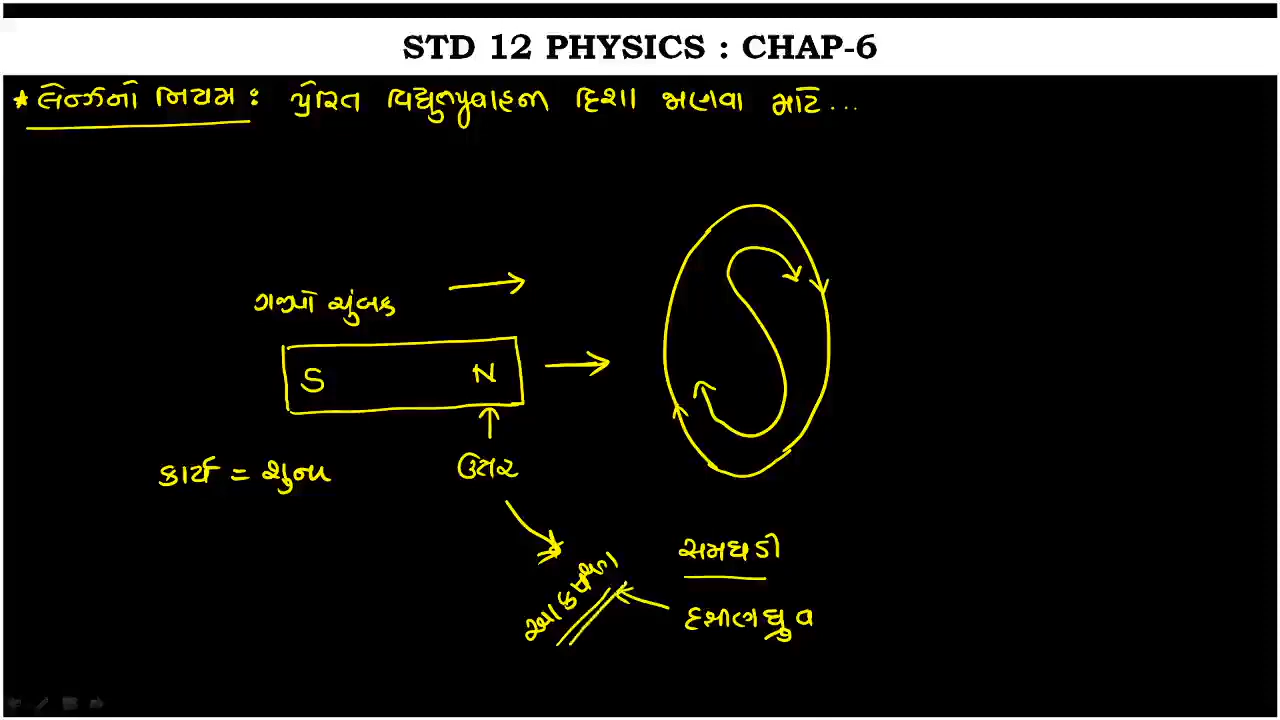 STD 12 PHYSICS : CHAP-6
* લેન્ઝનો નિયમ : પ્રેરિત વિદ્યુતપ્રવાહની દિશા જાણવા માટે...
ગજિયો ચુંબક
S N
કાર્ય = શુન્ય
ઉત્તર
S
આકર્ષણ
સમઘડી
દક્ષીણધ્રુવ